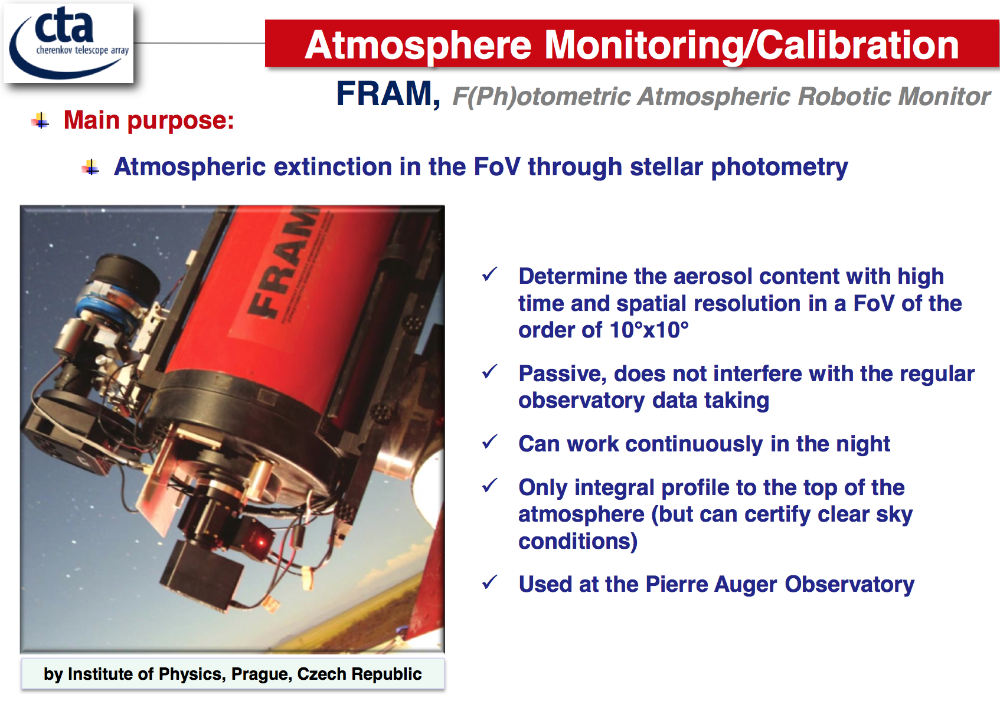 cta
cherenkov telescope array
Atmosphere Monitoring/Calibration
FRAM, F(Ph)otometric Atmospheric Robotic Monitor
Main purpose:
Atmospheric extinction in the FoV through stellar photometry
FRAM
Determine the aerosol content with high
time and spatial resolution in a FoV of the
order of 10°x10°
Passive, does not interfere with the regular
observatory data taking
Can work continuously in the night
Only integral profile to the top of the
atmosphere (but can certify clear sky
conditions)
Used at the Pierre Auger Observatory
by Institute of Physics, Prague, Czech Republic